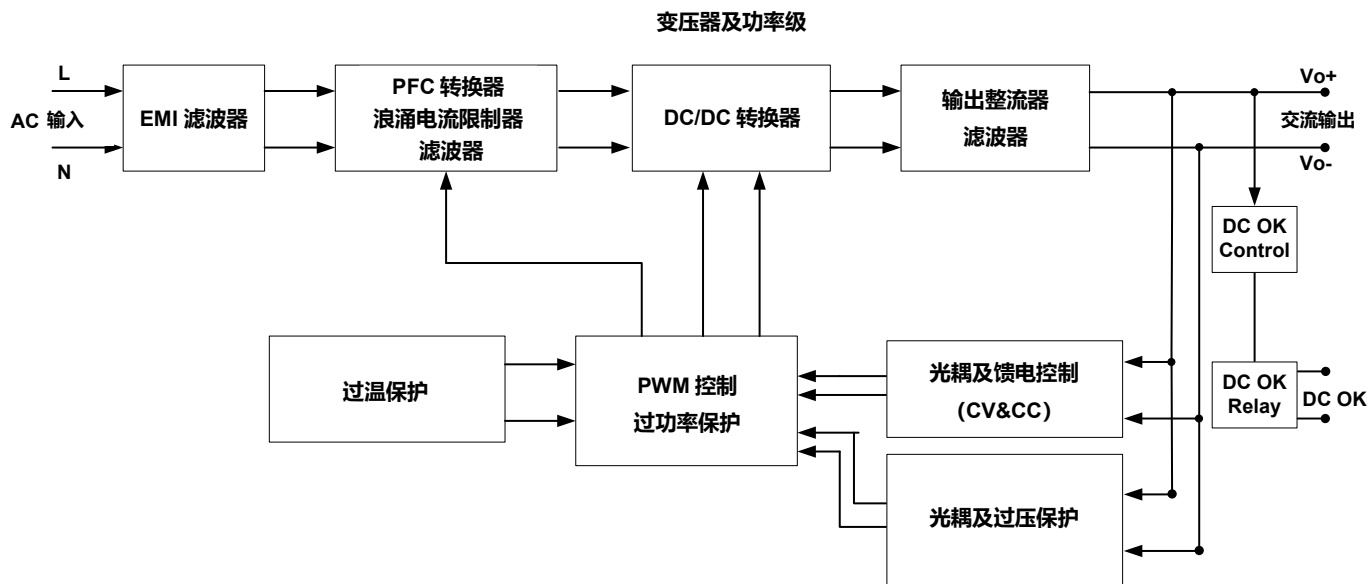 变压器及功率级
L
AC 输入
N
EMI 滤波器
PFC 转换器
浪涌电流限制器
滤波器
DC/DC 转换器
输出整流器
滤波器
Vo+
交流输出
Vo-
DC OK
Control
过温保护
PWM 控制
过功率保护
光耦及馈电控制
（CV&CC）
DC OK
Relay
DC OK
光耦及过压保护